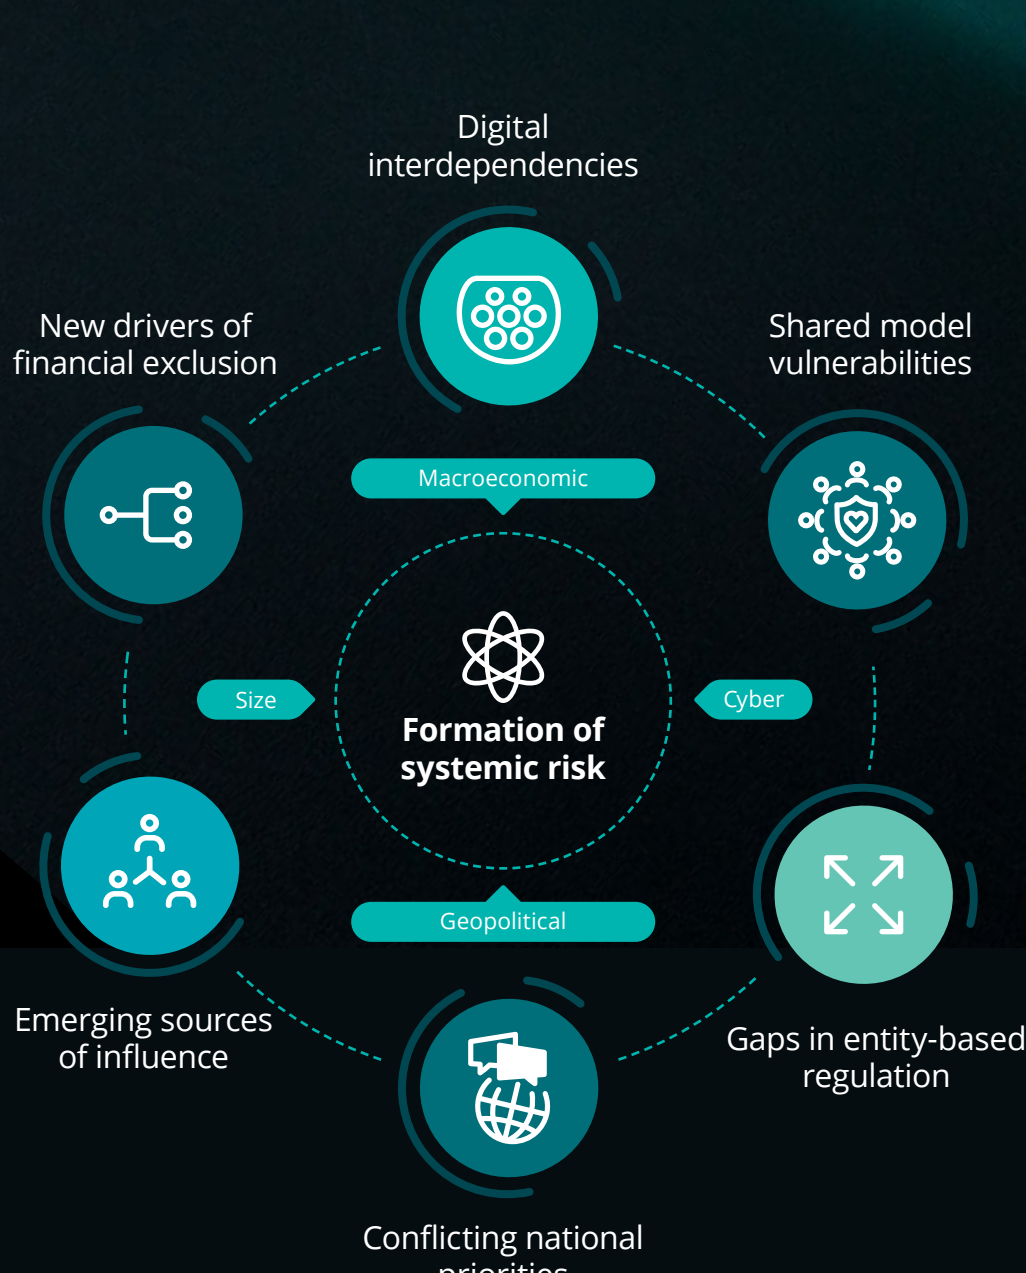 Digital
interdependencies
New drivers of
financial exclusion
Shared model
vulnerabilities
Macroeconomic
Size
Formation of
systemic risk
Cyber
Geopolitical
Emerging sources
of influence
Gaps in entity-based
regulation
Conflicting national
priorities